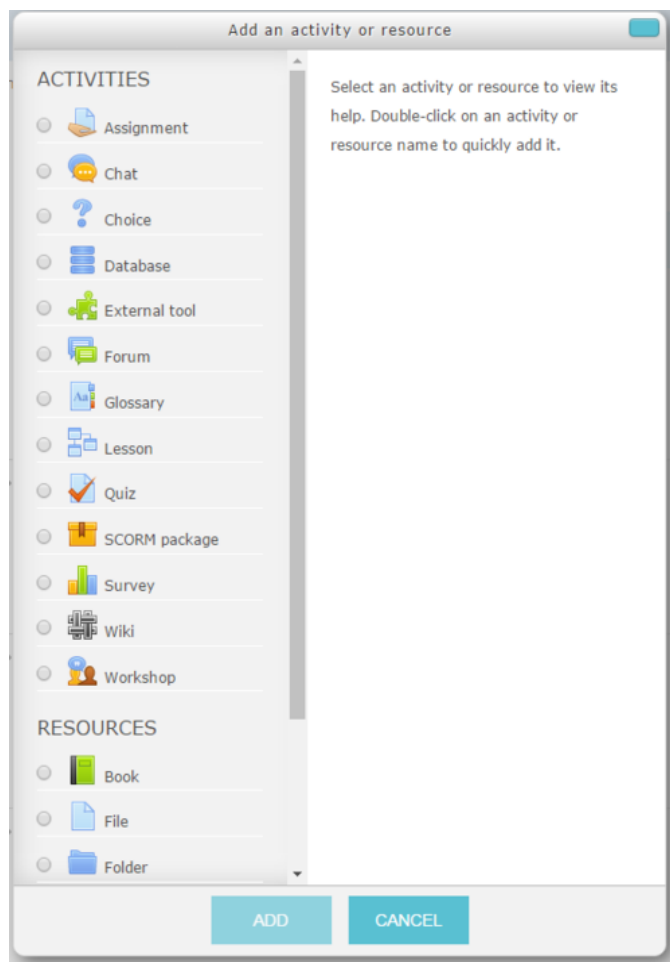 Add an activity or resource
ACTIVITIES
Assignment
Chat
Choice
Database
External tool
Forum
Glossary
Lesson
Quiz
SCORM package
Survey
Wiki
Workshop
RESOURCES
Book
File
Folder
Select an activity or resource to view its
help. Double-click on an activity or
resource name to quickly add it.
ADD
CANCEL